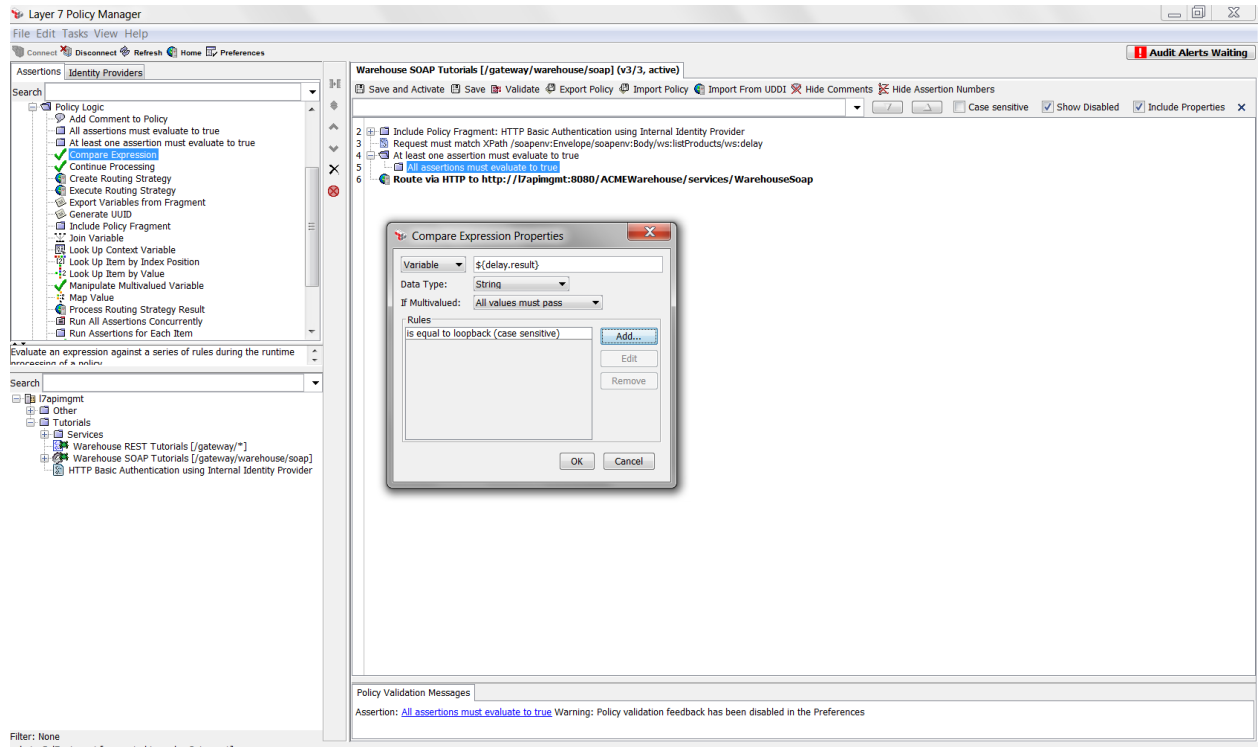 Layer 7 Policy Manager
File Edit Tasks View Help
Connect Disconnect Refresh Home Preferences
Audit Alerts Waiting
Assertions Identity Providers
Search
Policy Logic
Add Comment to Policy
All assertions must evaluate to true
At least one assertion must evaluate to true
Compare Expression
Continue Processing
Create Routing Strategy
Execute Routing Strategy
Export Variables from Fragment
Generate UUID
Include Policy Fragment
Join Variable
Look Up Context Variable
Look Up Item by Index Position
Look Up Item by Value
Manipulate Multivalued Variable
Map Value
Process Routing Strategy Result
Run All Assertions Concurrently
Run Assertions for Each Item
Evaluate an expression against a series of rules during the runtime
processing of a policy
Search
l7apimgmt
Other
Tutorials
Services
Warehouse REST Tutorials [/gateway/*]
Warehouse SOAP Tutorials [/gateway/warehouse/soap]
HTTP Basic Authentication using Internal Identity Provider
Filter: None
Warehouse SOAP Tutorials [/gateway/warehouse/soap] (v3/3, active)
Save and Activate Save Validate Export Policy Import Policy Import From UDDI Hide Comments Hide Assertion Numbers
Case sensitive Show Disabled Include Properties X
2 Include Policy Fragment: HTTP Basic Authentication using Internal Identity Provider
3 Request must match XPath /soapenv:Envelope/soapenv:Body/ws:listProducts/ws:delay
4 At least one assertion must evaluate to true
5 All assertions must evaluate to true
6 Route via HTTP to http://l7apimgmt:8080/ACMEWarehouse/services/WarehouseSoap
Compare Expression Properties
Variable ${delay.result}
Data Type: String
If Multivalued: All values must pass
Rules
is equal to loopback (case sensitive)
Add...
Edit
Remove
OK Cancel
Policy Validation Messages
Assertion: All assertions must evaluate to true Warning: Policy validation feedback has been disabled in the Preferences